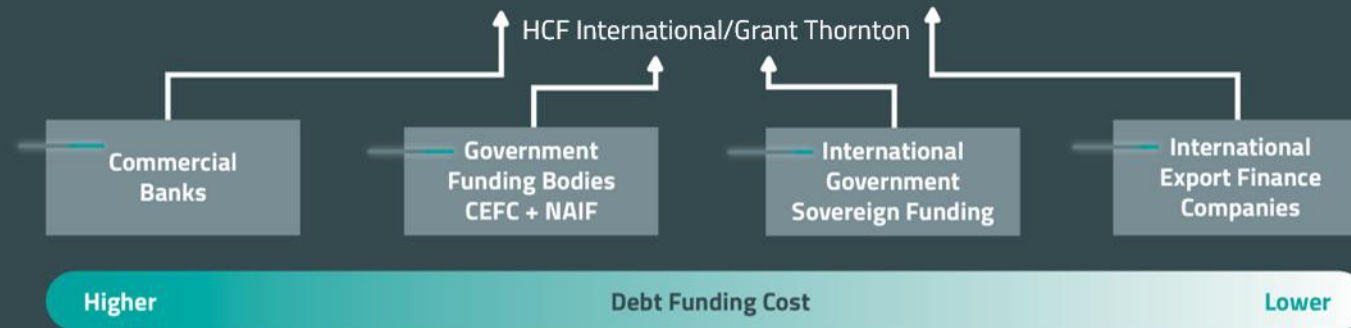 HCF International/Grant Thornton
Commercial
Banks
Government
Funding Bodies
CEFC + NAIF
International
Government
Sovereign Funding
International
Export Finance
Companies
Higher
Debt Funding Cost
Lower